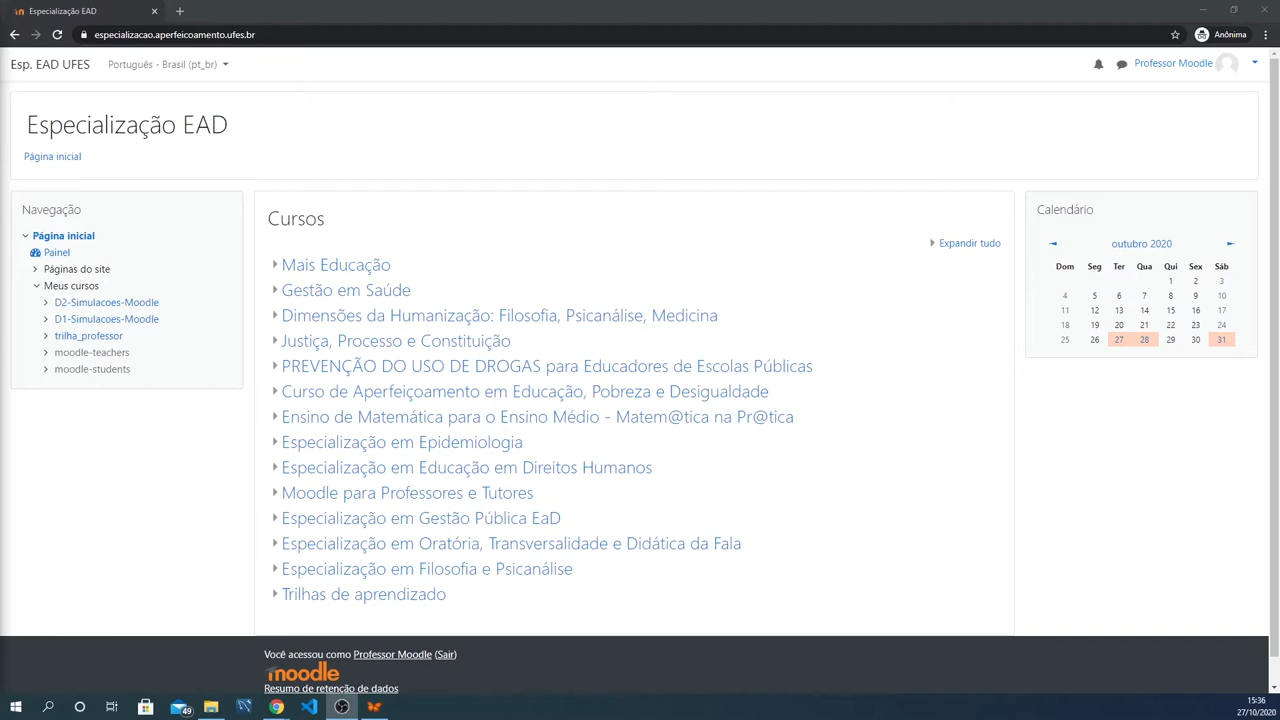 Especialização EAD
especializacao.aperfeicoamento.ufes.br
Anônima
Esp. EAD UFES
Português - Brasil (pt_br)
Professor Moodle
Especialização EAD
Página inicial
Navegação
Página inicial
Painel
Páginas do site
Meus cursos
D2-Simulacoes-Moodle
D1-Simulacoes-Moodle
trilha_professor
moodle-teachers
moodle-students
Cursos
Expandir tudo
Mais Educação
Gestão em Saúde
Dimensões da Humanização: Filosofia, Psicanálise, Medicina
Justiça, Processo e Constituição
PREVENÇÃO DO USO DE DROGAS para Educadores de Escolas Públicas
Curso de Aperfeiçoamento em Educação, Pobreza e Desigualdade
Ensino de Matemática para o Ensino Médio - Matem@tica na Pr@tica
Especialização em Epidemiologia
Especialização em Educação em Direitos Humanos
Moodle para Professores e Tutores
Especialização em Gestão Pública EaD
Especialização em Oratória, Transversalidade e Didática da Fala
Especialização em Filosofia e Psicanálise
Trilhas de aprendizado
Calendário
outubro 2020
Dom Seg Ter Qua Qui Sex Sáb
1 2 3
4 5 6 7 8 9 10
11 12 13 14 15 16 17
18 19 20 21 22 23 24
25 26 27 28 29 30 31
Você acessou como Professor Moodle (Sair)
moodle
Resumo de retenção de dados
49
15:36
27/10/2020